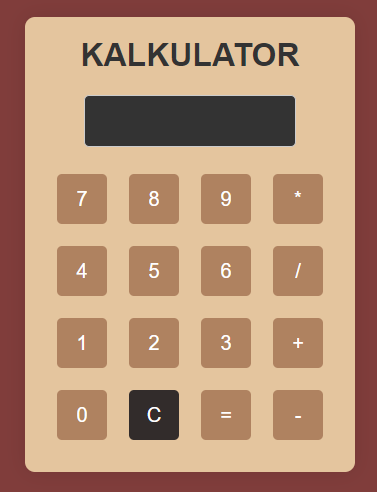 KALKULATOR
7 8 9 *
4 5 6 /
1 2 3 +
0 C = -